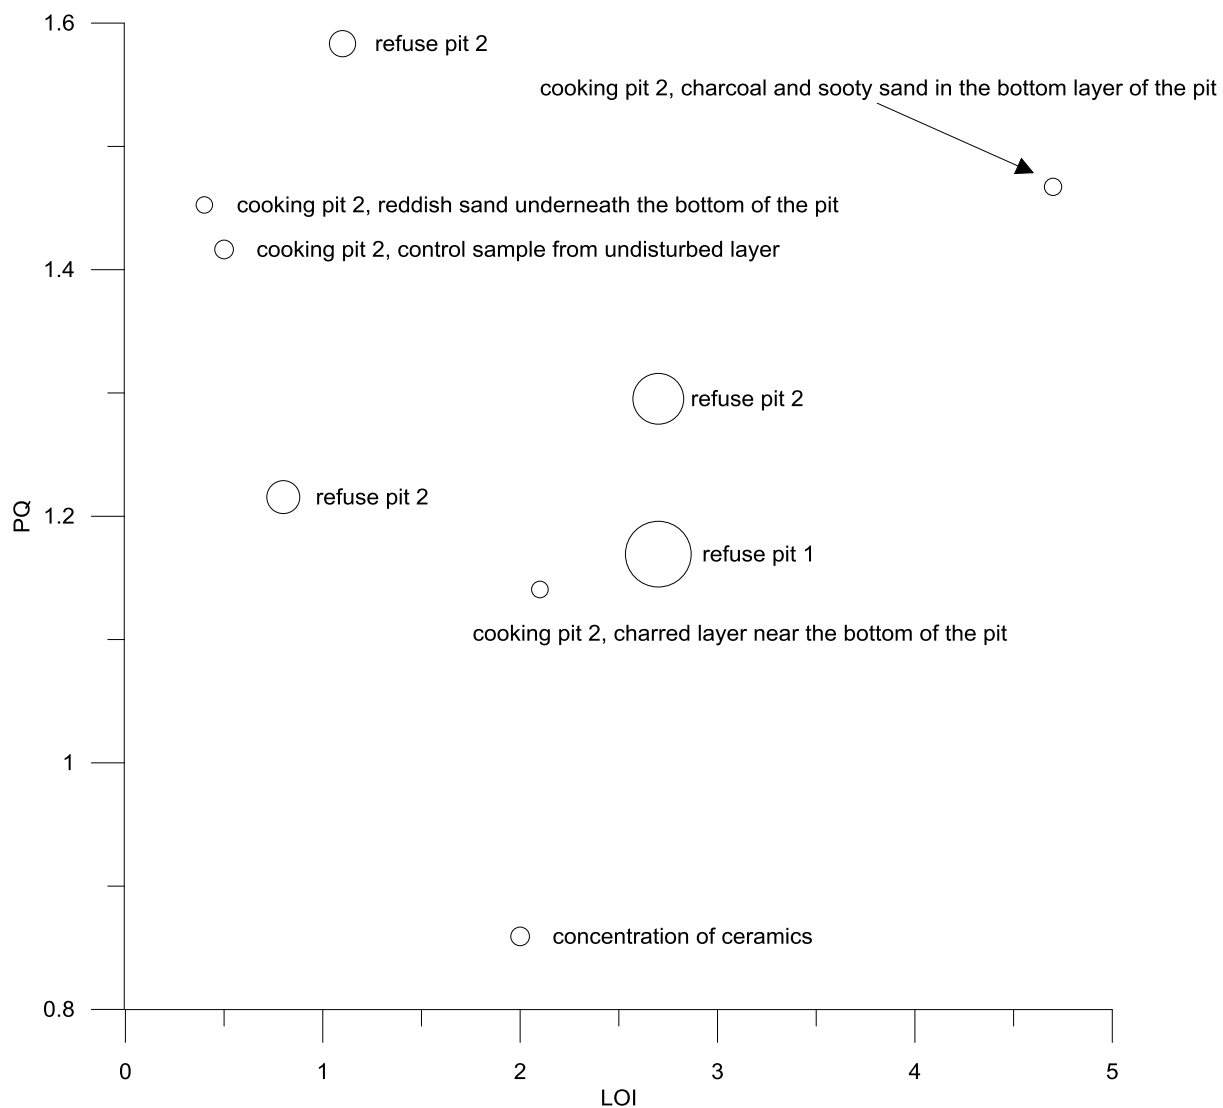 1.6
refuse pit 2
cooking pit 2, charcoal and sooty sand in the bottom layer of the pit
cooking pit 2, reddish sand underneath the bottom of the pit
cooking pit 2, control sample from undisturbed layer
1.4
refuse pit 2
refuse pit 2
PQ
1.2
refuse pit 1
cooking pit 2, charred layer near the bottom of the pit
1
concentration of ceramics
0.8
0 1 2 3 4 5
LOI